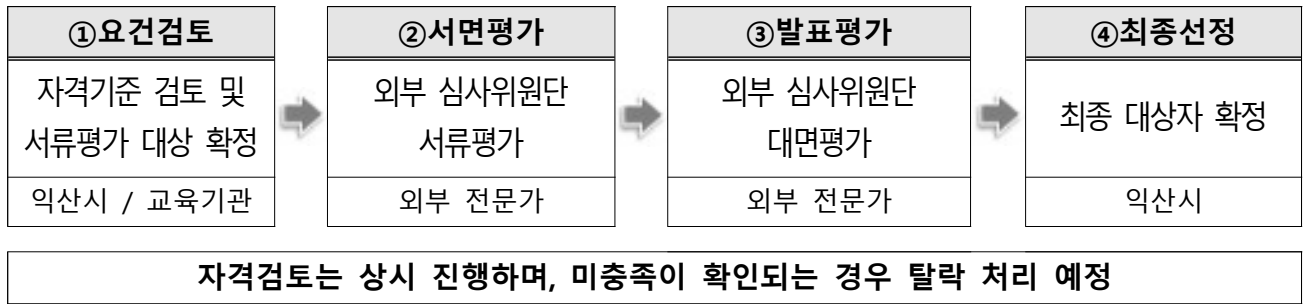 ①요건검토
자격기준 검토 및
서류평가 대상 확정
익산시 / 교육기관
②서면평가
외부 심사위원단
서류평가
외부 전문가
③발표평가
외부 심사위원단
대면평가
외부 전문가
④최종선정
최종 대상자 확정
익산시
자격검토는 상시 진행하며, 미충족이 확인되는 경우 탈락 처리 예정